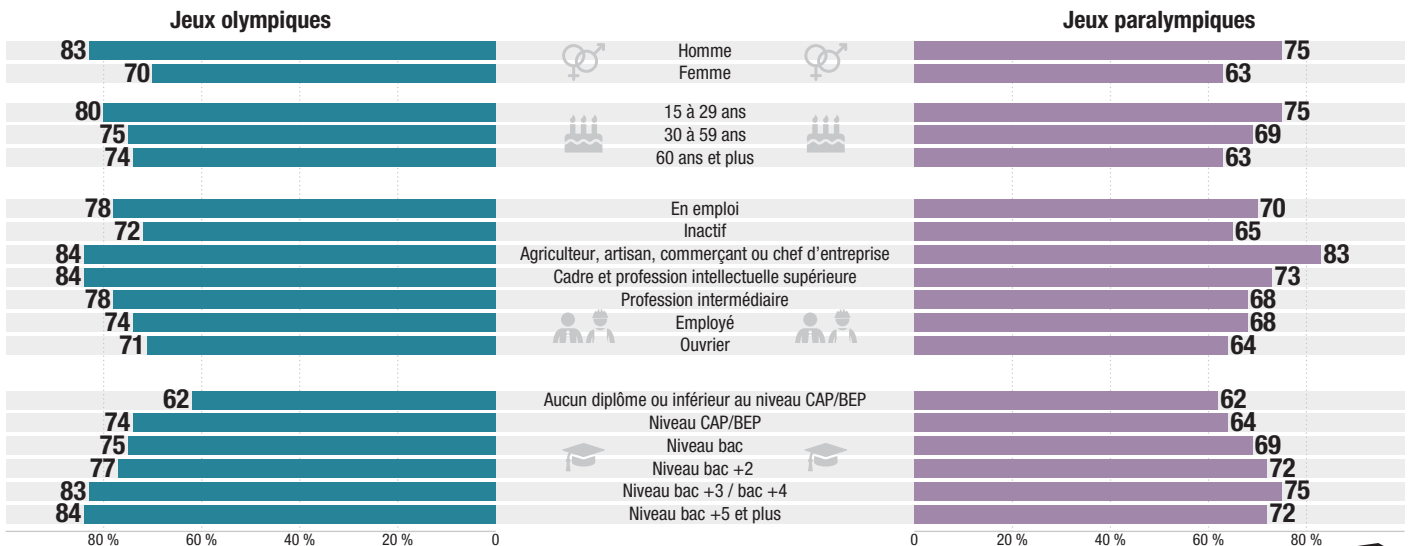 Jeux olympiques Jeux paralympiques
83 Homme 75
70 Femme 63
80 15 à 29 ans 75
75 30 à 59 ans 69
74 60 ans et plus 63
78 En emploi 70
72 Inactif 65
84 Agriculteur, artisan, commerçant ou chef d’entreprise 83
84 Cadre et profession intellectuelle supérieure 73
78 Profession intermédiaire 68
74 Employé 68
71 Ouvrier 64
62 Aucun diplôme ou inférieur au niveau CAP/BEP 62
74 Niveau CAP/BEP 64
75 Niveau bac 69
77 Niveau bac +2 72
83 Niveau bac +3 / bac +4 75
84 Niveau bac +5 et plus 72
80 % 60 % 40 % 20 % 0 0 20 % 40 % 60 % 80 %